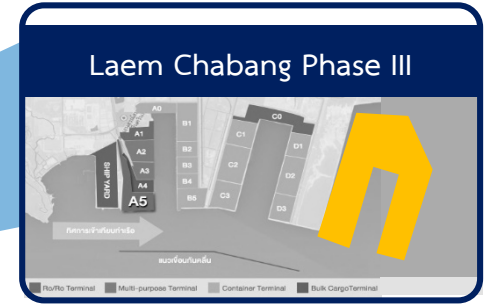 Laem Chabang Phase III
A0
A1
A2
A3
A4
A5
SHIP YARD
B1
B2
B3
B4
C0
C1
C2
C3
D1
D2
D3
ทิศทางเข้าเทียบท่าเรือ
แนวเขื่อนกันคลื่น
Ro/Ro Terminal
Multi-purpose Terminal
Container Terminal
Bulk CargoTerminal